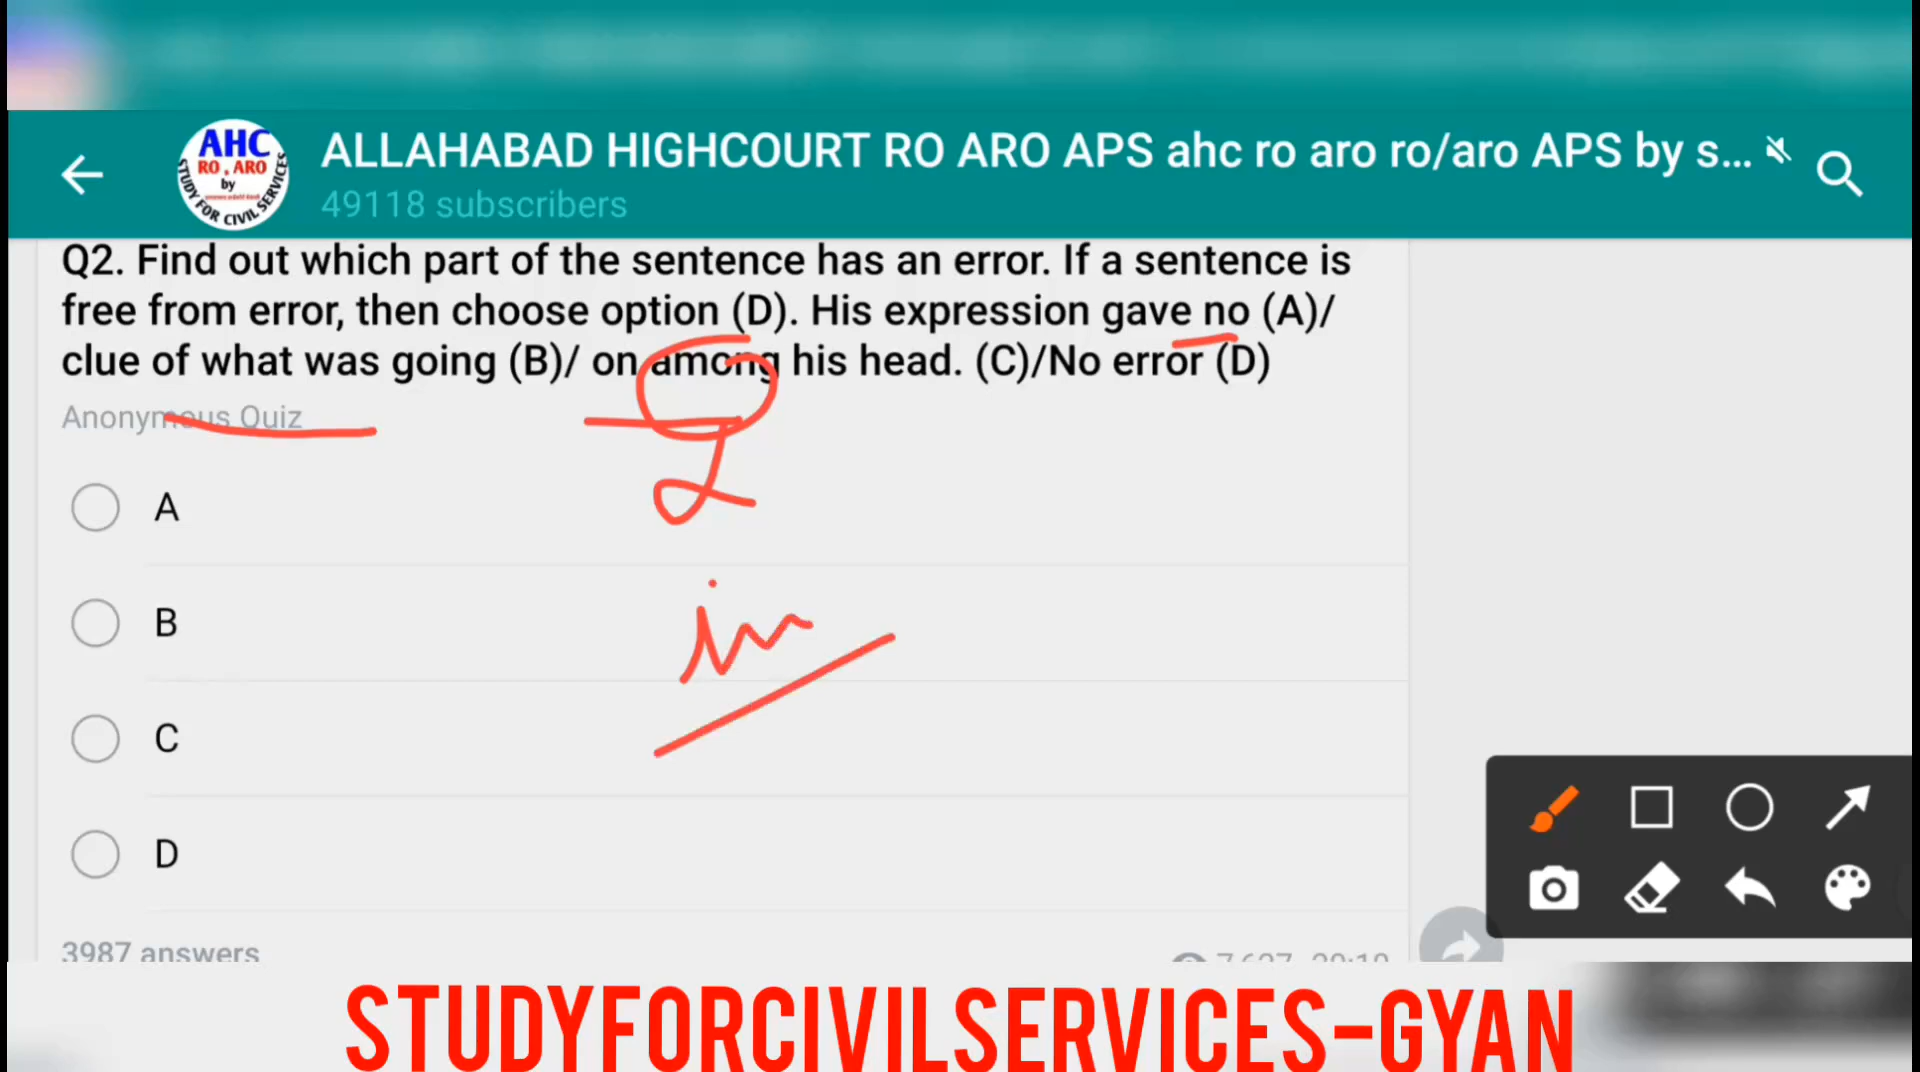 ALLAHABAD HIGHCOURT RO ARO APS ahc ro aro ro/aro APS by s...
49118 subscribers
AHC
RO , ARO
by
STUDY FOR CIVIL SERVICES
Q2. Find out which part of the sentence has an error. If a sentence is
free from error, then choose option (D). His expression gave no (A)/
clue of what was going (B)/ on among his head. (C)/No error (D)
Anonymous Quiz
A
in
B
C
D
3987 answers
STUDYFORCIVILSERVICES-GYAN